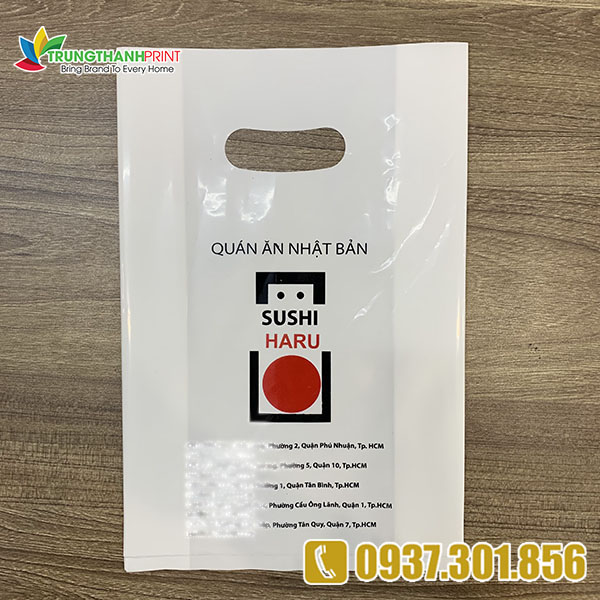 TRUNGTHANHPRINT
Bring Brand To Every Home
QUÁN ĂN NHẬT BẢN
SUSHI
HARU
Phường 2, Quận Phú Nhuận, Tp. HCM
Phường 5, Quận 10, Tp.HCM
1, Quận Tân Bình, Tp.HCM
Phường Cầu Ông Lãnh, Quận 1, Tp.HCM
Phường Tân Quy, Quận 7, Tp.HCM
0937.301.856